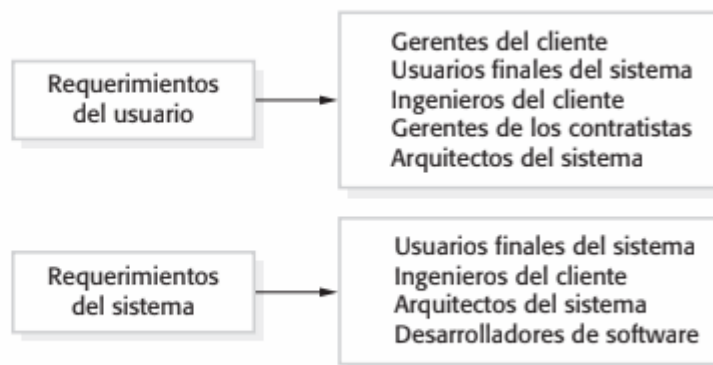 Requerimientos
del usuario
Gerentes del cliente
Usuarios finales del sistema
Ingenieros del cliente
Gerentes de los contratistas
Arquitectos del sistema
Requerimientos
del sistema
Usuarios finales del sistema
Ingenieros del cliente
Arquitectos del sistema
Desarrolladores de software